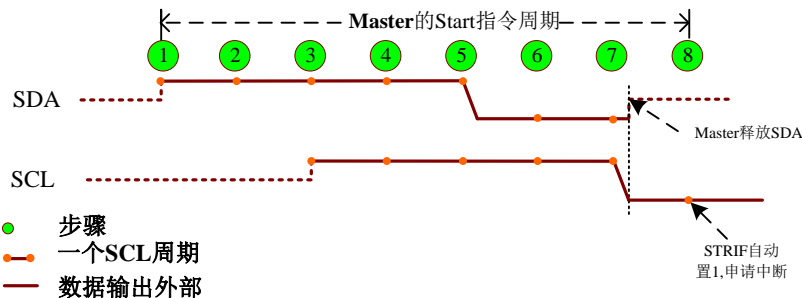 Master的Start指令周期
1 2 3 4 5 6 7 8
SDA
Master释放SDA
SCL
步骤
一个SCL周期
数据输出外部
STRIF自动
置1,申请中断